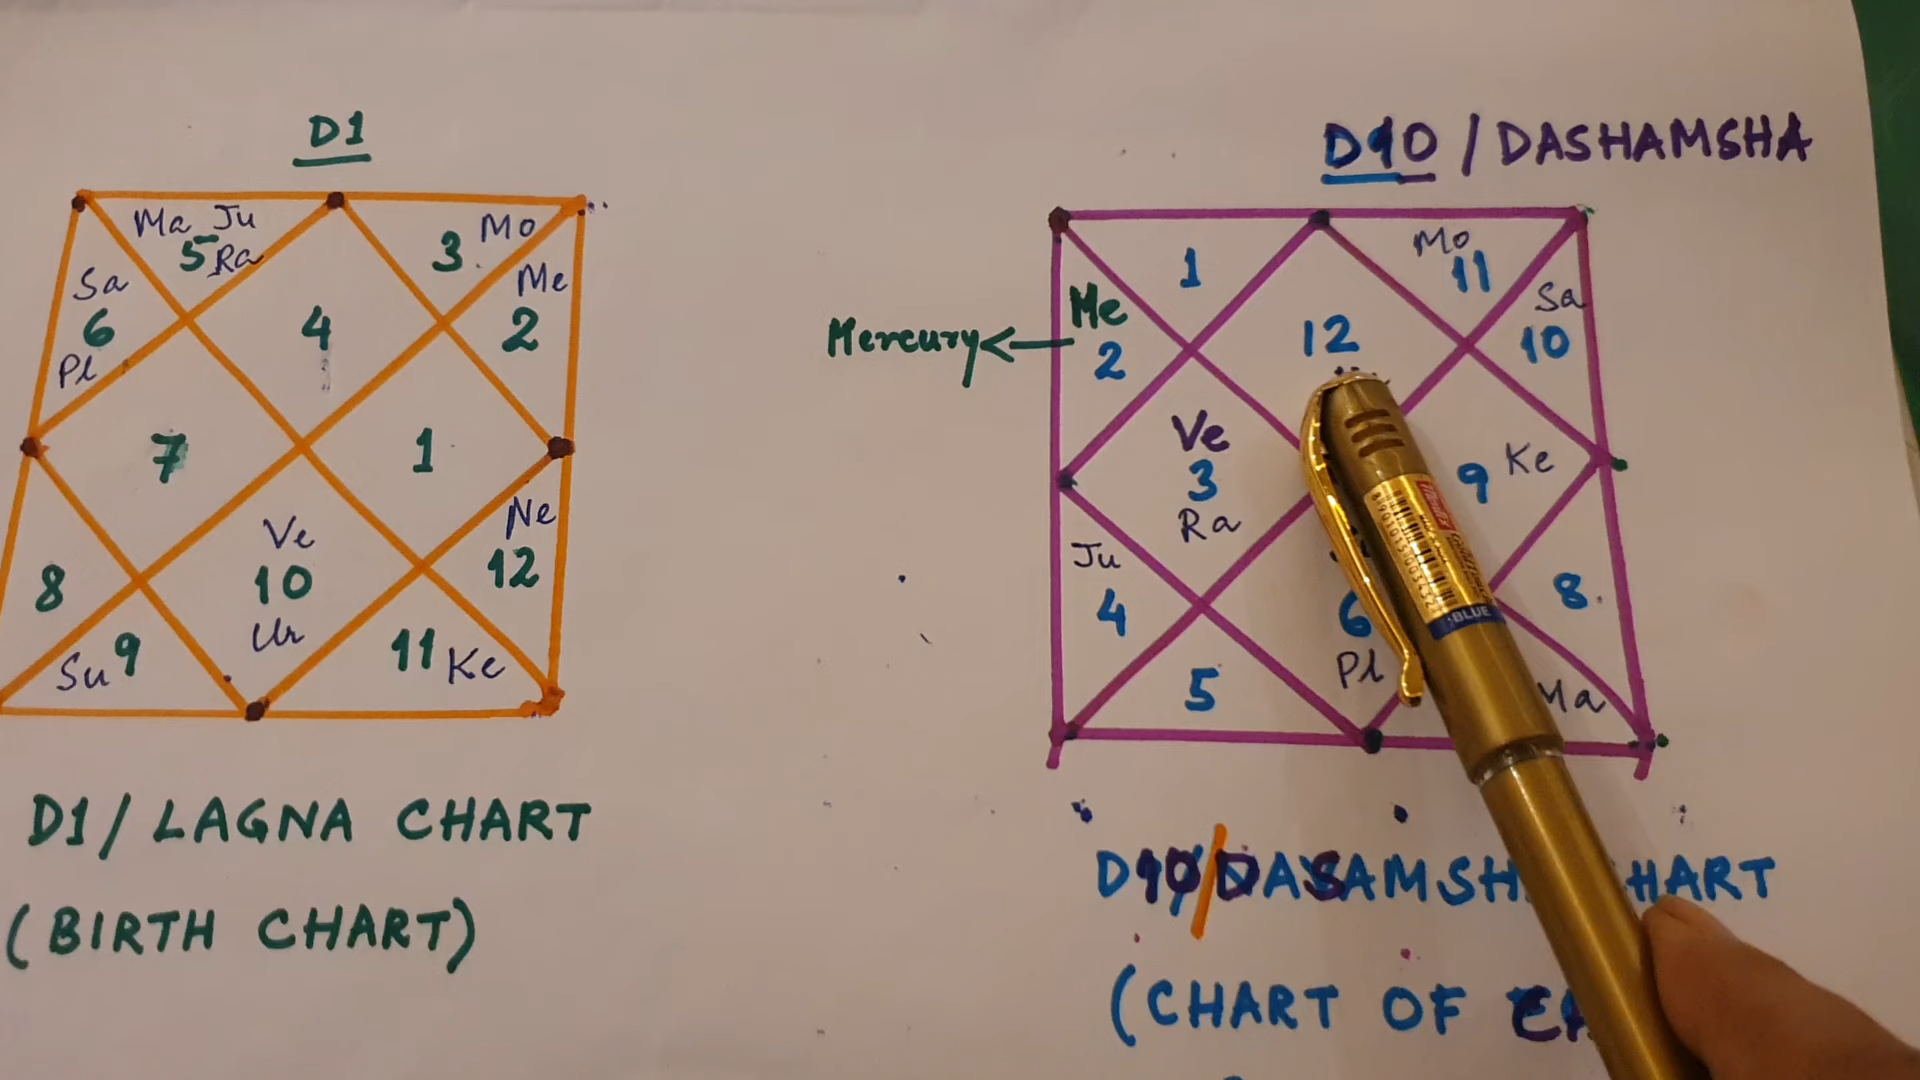 D1
Ma Ju
5 Ra
3 Mo
Sa
6
Pl
4
Me
2
7
1
Ve
10
Ur
Ne
12
8
Su 9
11 Ke
D1/ LAGNA CHART
(BIRTH CHART)
D10 / DASHAMSHA
1
Mo
11
Mercury
Me
2
12
Sa
10
Ve
3
Ra
9 Ke
Ju
4
6
Pl
8
5
Ma
BLUE
D10/DASAMSH HART
(CHART OF